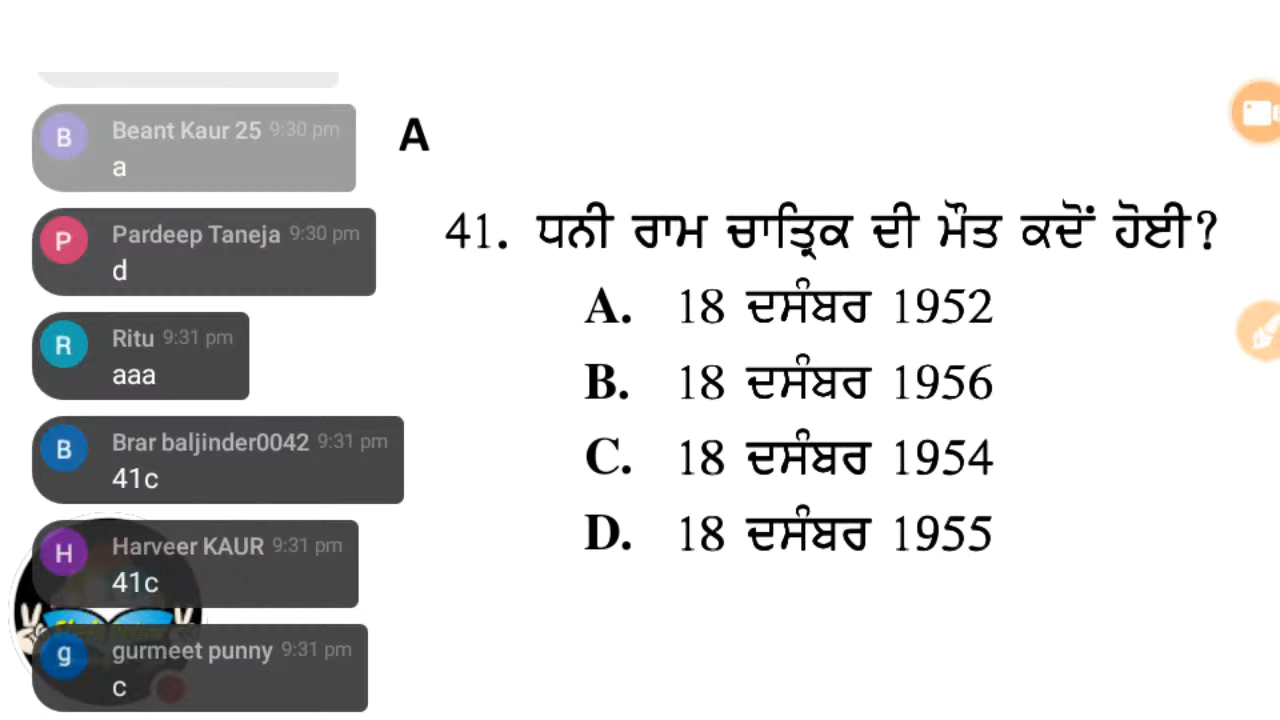 Beant Kaur 25 9:30 pm
a
Pardeep Taneja 9:30 pm
d
Ritu 9:31 pm
aaa
Brar baljinder0042 9:31 pm
41c
Harveer KAUR 9:31 pm
41c
gurmeet punny 9:31 pm
c
A
41. ਧਨੀ ਰਾਮ ਚਾਤ੍ਰਿਕ ਦੀ ਮੌਤ ਕਦੋਂ ਹੋਈ?
A. 18 ਦਸੰਬਰ 1952
B. 18 ਦਸੰਬਰ 1956
C. 18 ਦਸੰਬਰ 1954
D. 18 ਦਸੰਬਰ 1955